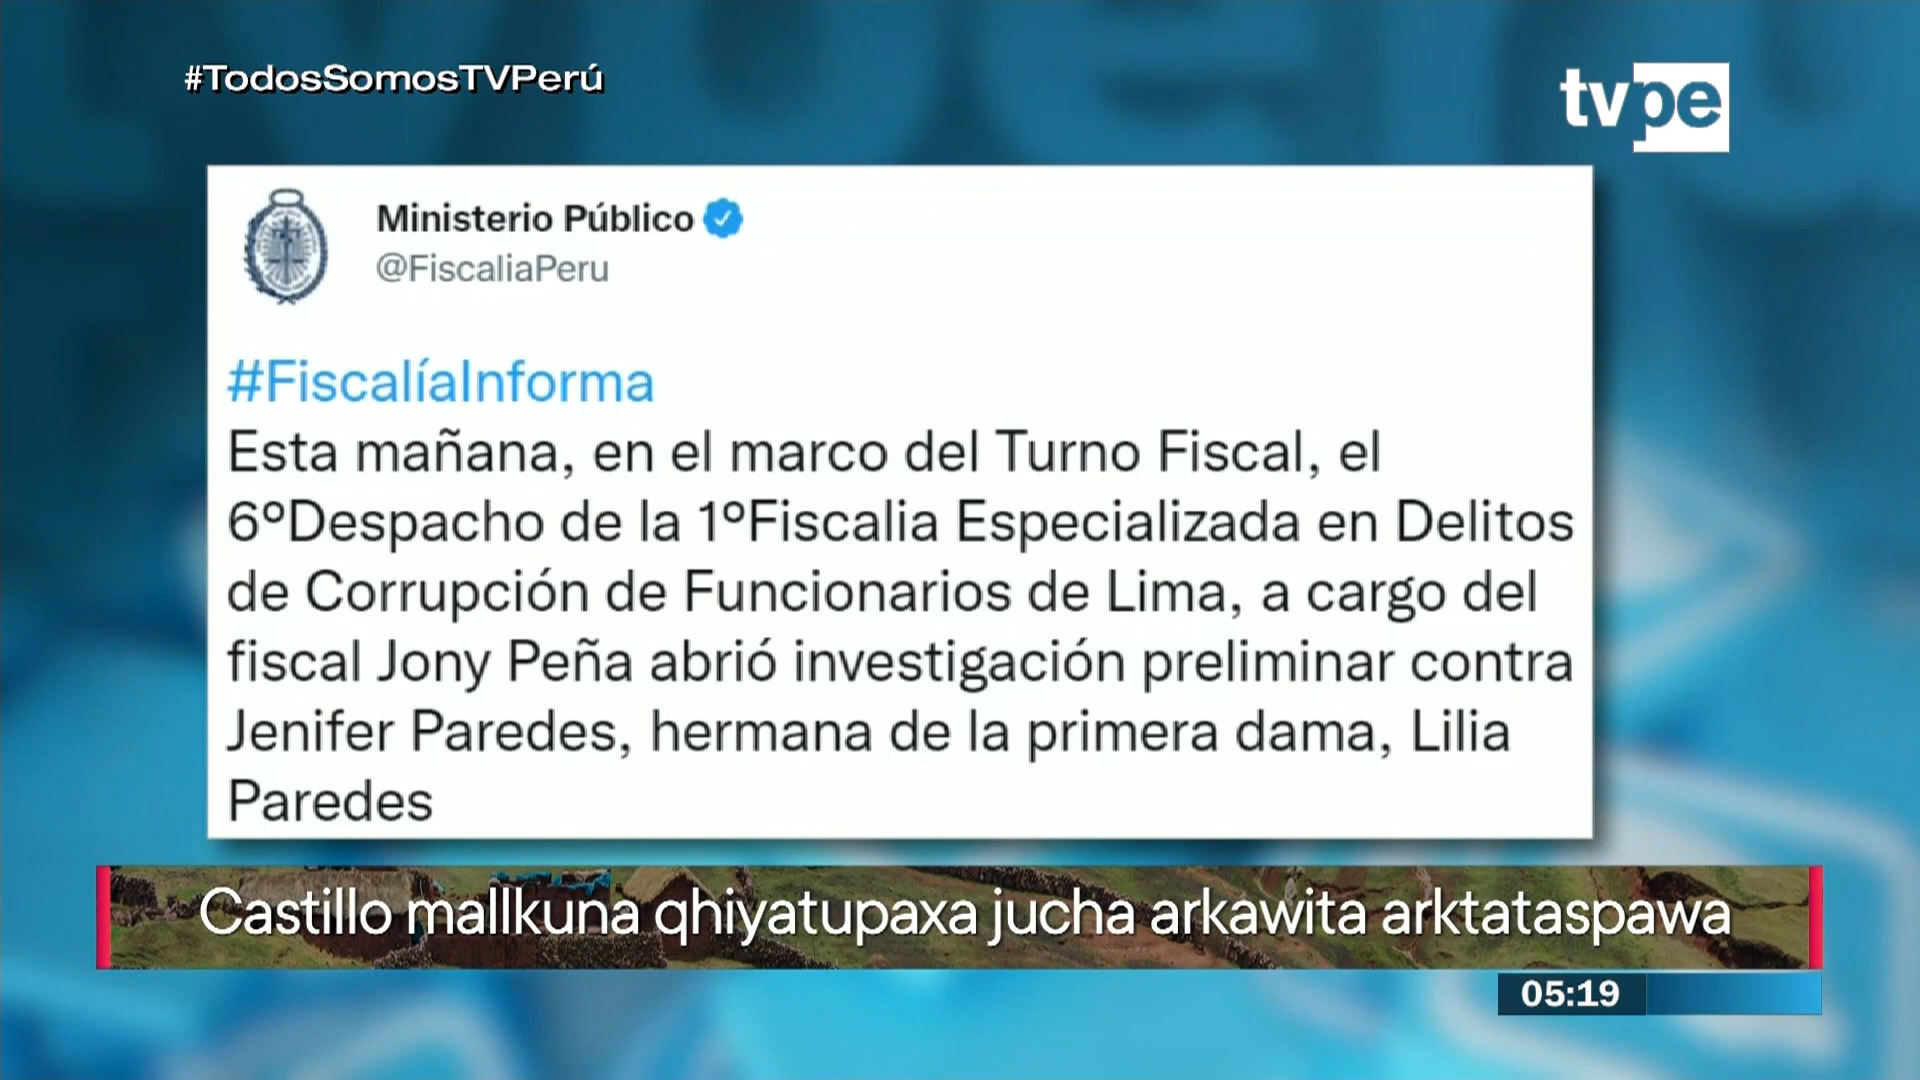 #TodosSomosTVPerú
tvpe
Ministerio Público
@FiscaliaPeru
#FiscalíaInforma
Esta mañana, en el marco del Turno Fiscal, el
6°Despacho de la 1°Fiscalia Especializada en Delitos
de Corrupción de Funcionarios de Lima, a cargo del
fiscal Jony Peña abrió investigación preliminar contra
Jenifer Paredes, hermana de la primera dama, Lilia
Paredes
Castillo mallkuna qhiyatupaxa jucha arkawita arktataspawa
05:19